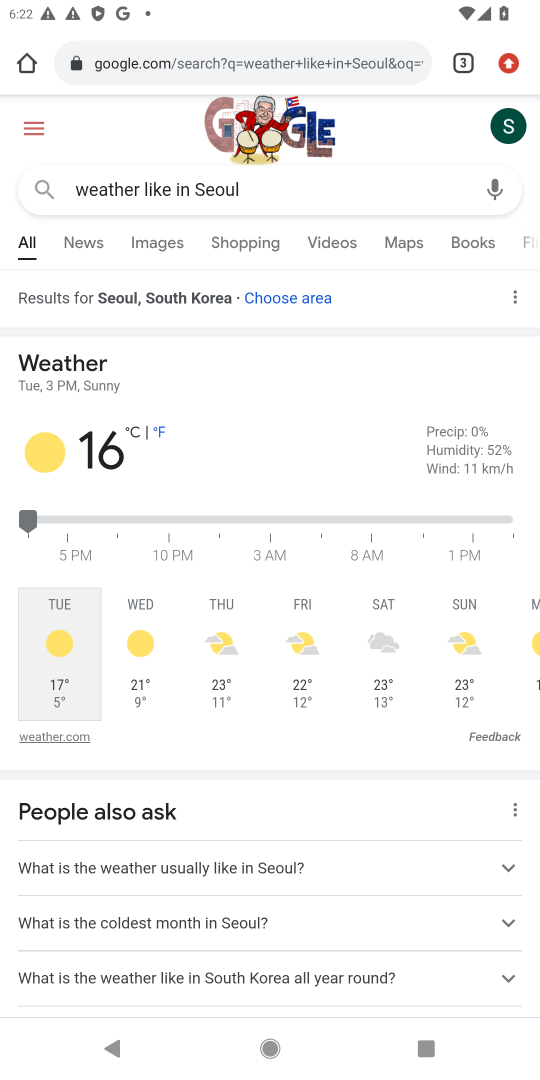 6:22
3
google.com/search?q=weather+like+in+Seoul&oq=
GOOGLE
S
weather like in Seoul
All News Images Shopping Videos Maps Books Fli
Results for Seoul, South Korea · Choose area
Weather
Tue, 3 PM, Sunny
16 °C | °F
Precip: 0%
Humidity: 52%
Wind: 11 km/h
5 PM 10 PM 3 AM 8 AM 1 PM
TUE WED THU FRI SAT SUN M
17° 21° 23° 22° 23° 23° 1
5° 9° 11° 12° 13° 12°
weather.com Feedback
People also ask
What is the weather usually like in Seoul?
What is the coldest month in Seoul?
What is the weather like in South Korea all year round?